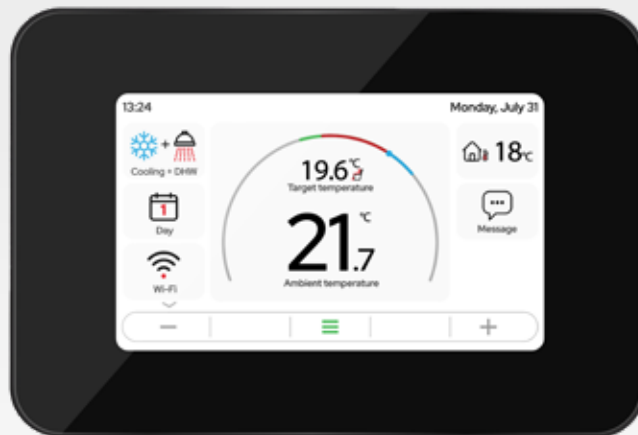 13:24
Monday, July 31
Cooling + DHW
1
Day
Wi-Fi
19.6°C
Target temperature
21.7°C
Ambient temperature
18°C
Message